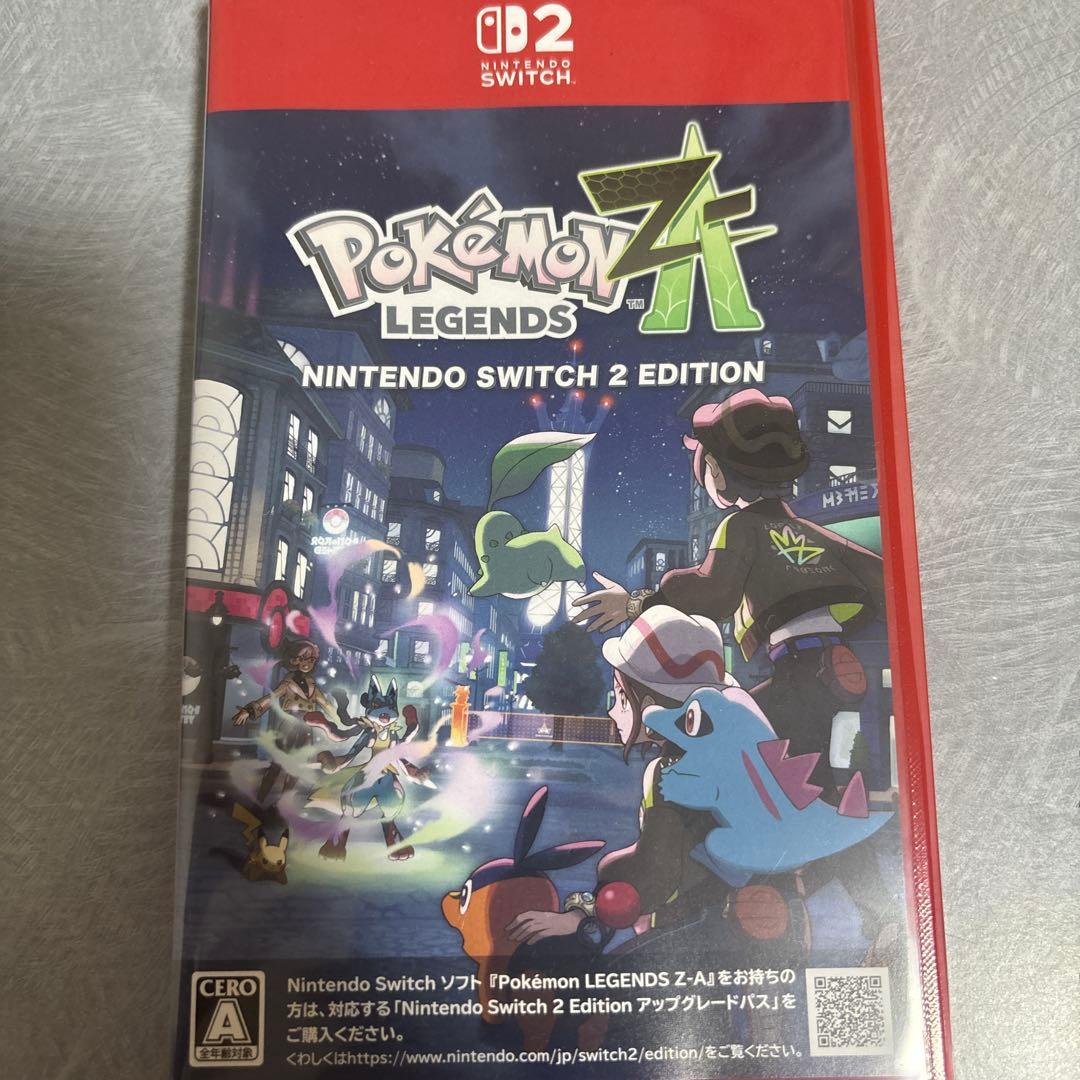 2
NINTENDO
SWITCH™
POKéMON
LEGENDS
ZA
TM
NINTENDO SWITCH 2 EDITION
CERO
A
全年齢対象
Nintendo Switch ソフト『Pokémon LEGENDS Z-A』をお持ちの
方は、対応する「Nintendo Switch 2 Edition アップグレードパス」を
ご購入ください。
くわしくはhttps://www.nintendo.com/jp/switch2/edition/をご覧ください。